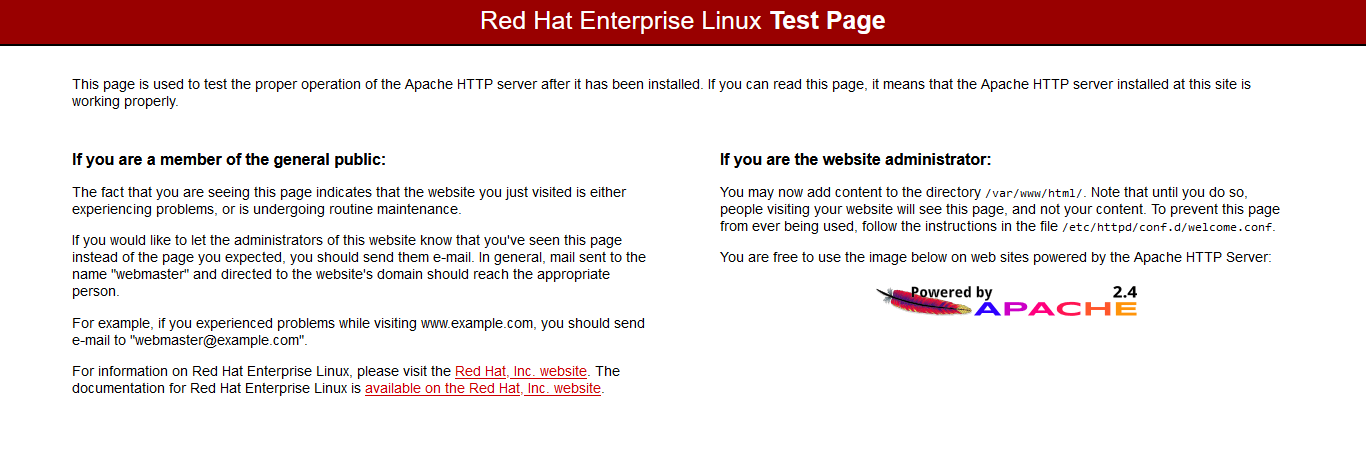 Red Hat Enterprise Linux Test Page
This page is used to test the proper operation of the Apache HTTP server after it has been installed. If you can read this page, it means that the Apache HTTP server installed at this site is
working properly.
If you are a member of the general public:
The fact that you are seeing this page indicates that the website you just visited is either
experiencing problems, or is undergoing routine maintenance.
If you would like to let the administrators of this website know that you've seen this page
instead of the page you expected, you should send them e-mail. In general, mail sent to the
name "webmaster" and directed to the website's domain should reach the appropriate
person.
For example, if you experienced problems while visiting www.example.com, you should send
e-mail to "webmaster@example.com".
For information on Red Hat Enterprise Linux, please visit the Red Hat, Inc. website. The
documentation for Red Hat Enterprise Linux is available on the Red Hat, Inc. website.
If you are the website administrator:
You may now add content to the directory /var/www/html/. Note that until you do so,
people visiting your website will see this page, and not your content. To prevent this page
from ever being used, follow the instructions in the file /etc/httpd/conf.d/welcome.conf.
You are free to use the image below on web sites powered by the Apache HTTP Server:
Powered by 2.4
APACHE